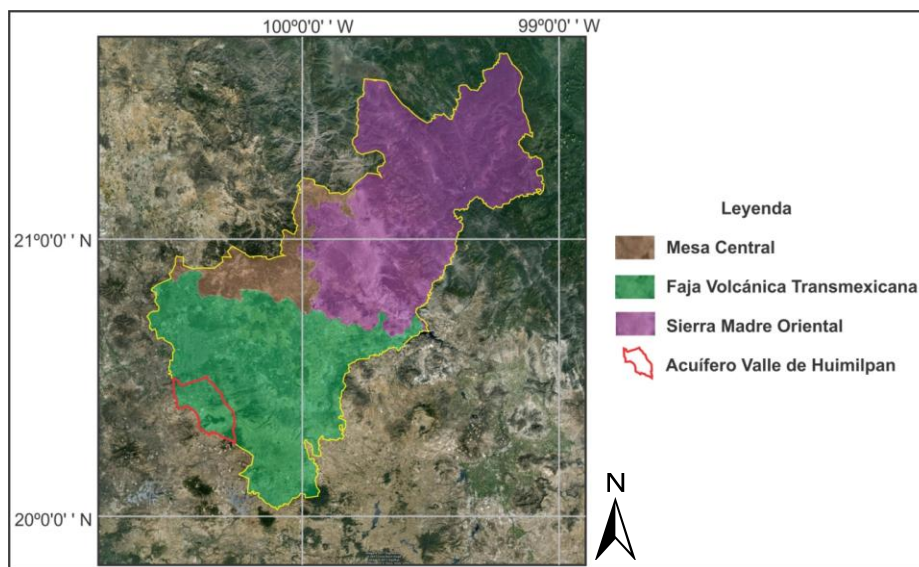 100º0'0'' W
99º0'0'' W
21º0'0'' N
20º0'0'' N
Leyenda
Mesa Central
Faja Volcánica Transmexicana
Sierra Madre Oriental
Acuífero Valle de Huimilpan
N